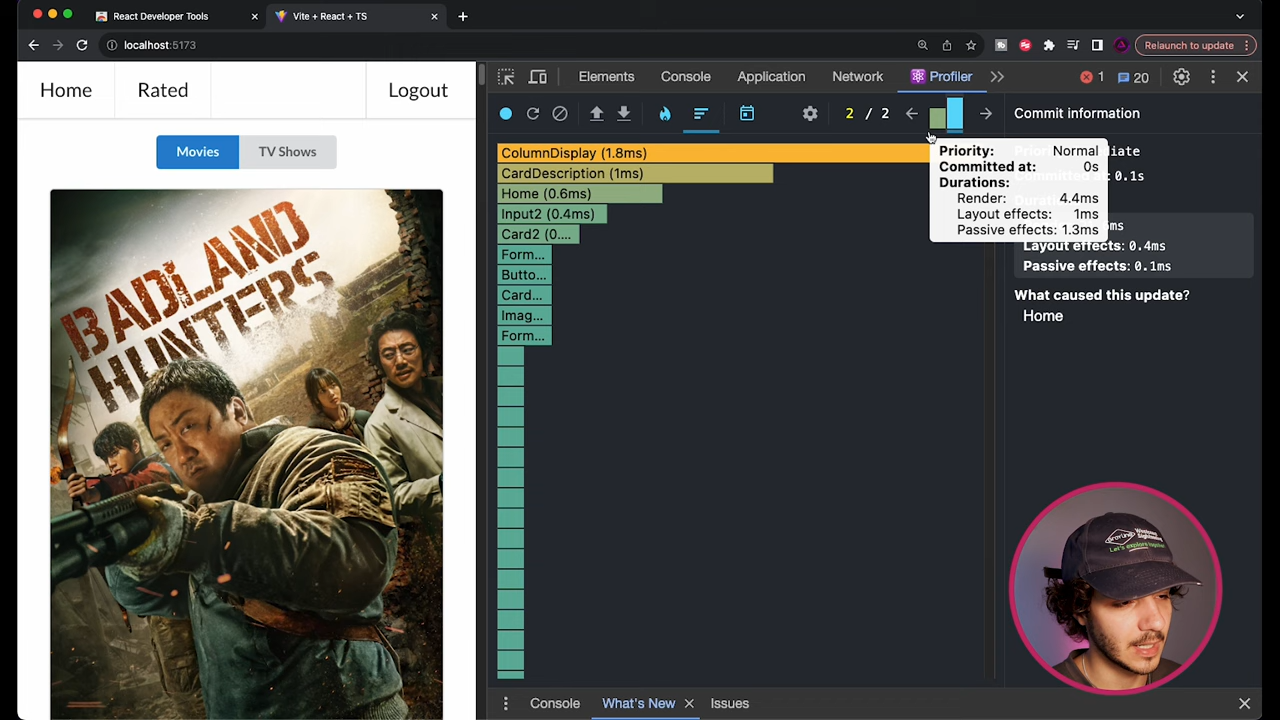 React Developer Tools
Vite + React + TS
localhost:5173
Relaunch to update
Home
Rated
Logout
Movies
TV Shows
BADLAND
HUNTERS
Elements
Console
Application
Network
Profiler
1
20
2 / 2
Commit information
ColumnDisplay (1.8ms)
CardDescription (1ms)
Home (0.6ms)
Input2 (0.4ms)
Card2 (0....
Form...
Butto...
Card...
Imag...
Form...
Priority: Normal
Committed at: 0s
Durations:
Render: 4.4ms
Layout effects: 1ms
Passive effects: 1.3ms
Layout effects: 0.4ms
Passive effects: 0.1ms
What caused this update?
Home
Let's explore together
Console
What's New
Issues